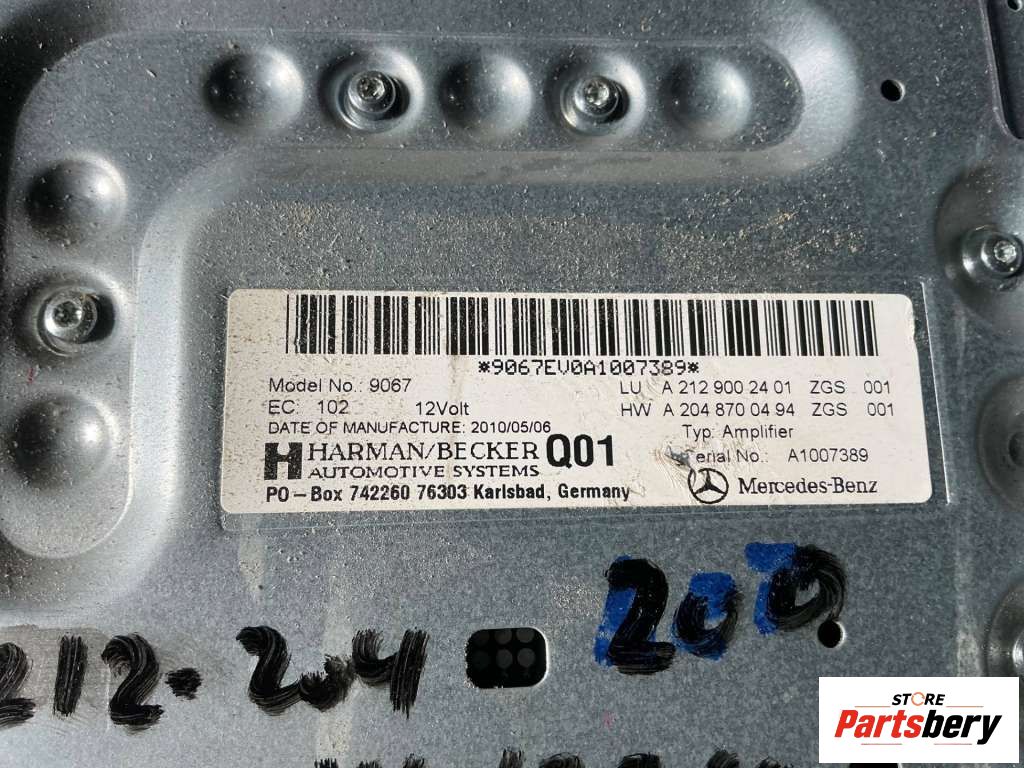 *9067EV0A1007389*
Model No.: 9067 LU A 212 900 24 01 ZGS 001
EC: 102 12Volt HW A 204 870 04 94 ZGS 001
DATE OF MANUFACTURE: 2010/05/06 Typ: Amplifier
HARMAN/BECKER Q01 erial No.: A1007389
AUTOMOTIVE SYSTEMS
PO-Box 742260 76303 Karlsbad, Germany Mercedes-Benz
200
212-204
STORE
Partsbery